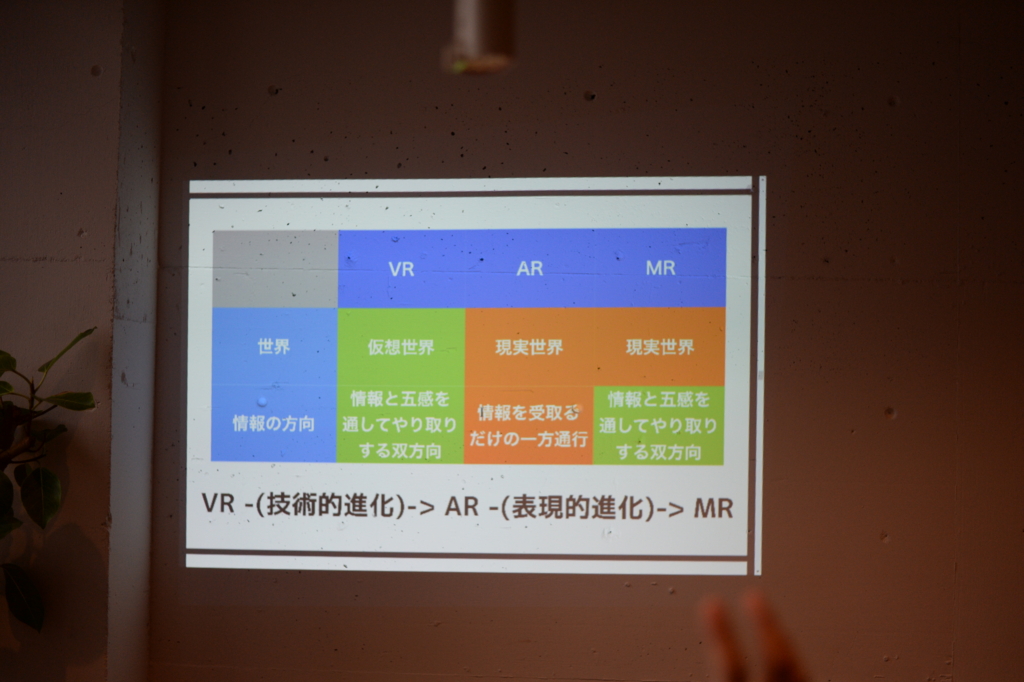 VR AR MR
世界 仮想世界 現実世界 現実世界
情報の方向
情報と五感を
通してやり取り
する双方向
情報を受取る
だけの一方通行
情報と五感を
通してやり取り
する双方向
VR -(技術的進化)-> AR -(表現的進化)-> MR